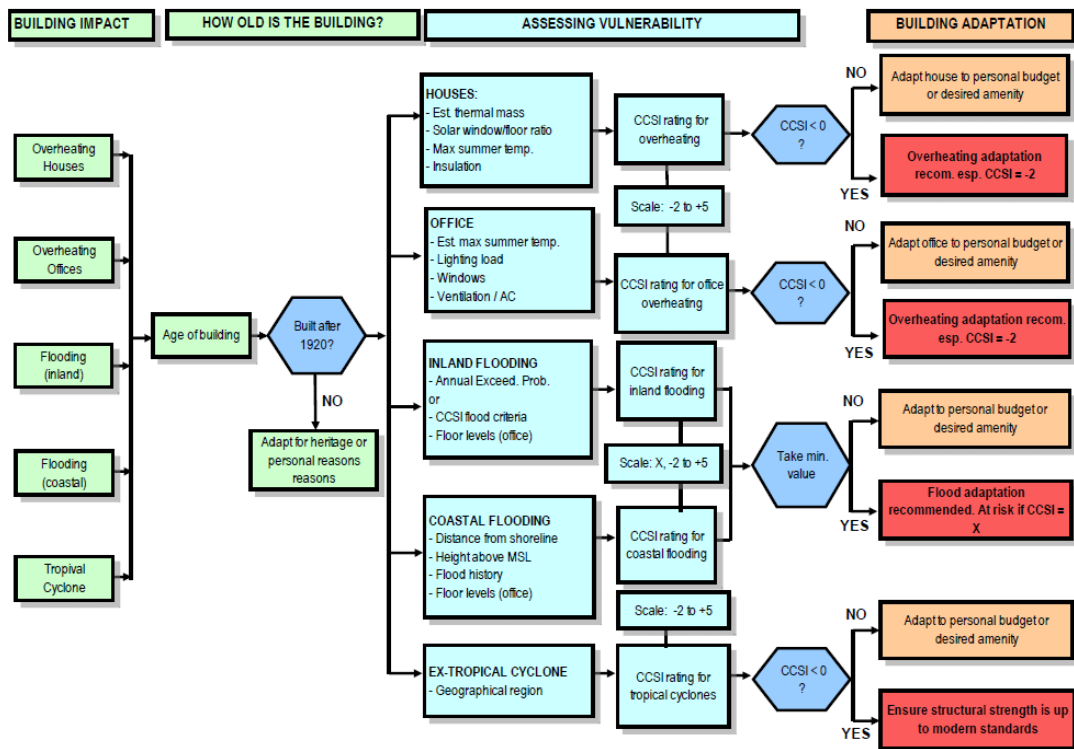 BUILDING IMPACT
HOW OLD IS THE BUILDING?
ASSESSING VULNERABILITY
BUILDING ADAPTATION
Overheating
Houses
Overheating
Offices
Flooding
(inland)
Flooding
(coastal)
Tropival
Cyclone
Age of building
Built after
1920?
NO
Adapt for heritage or
personal reasons
reasons
HOUSES:
- Est. thermal mass
- Solar window/floor ratio
- Max summer temp.
- Insulation
CCSI rating for
overheating
CCSI < 0
?
NO
Adapt house to personal budget
or desired amenity
YES
Overheating adaptation
recom. esp. CCSI = -2
Scale: -2 to +5
OFFICE
- Est. max summer temp.
- Lighting load
- Windows
- Ventilation / AC
CCSI rating for office
overheating
CCSI < 0
?
NO
Adapt office to personal budget or
desired amenity
YES
Overheating adaptation recom.
esp. CCSI = -2
INLAND FLOODING
- Annual Exceed. Prob.
or
- CCSI flood criteria
- Floor levels (office)
CCSI rating for
inland flooding
Scale: X, -2 to +5
Take min.
value
NO
Adapt to personal budget or
desired amenity
YES
Flood adaptation
recommended. At risk if CCSI =
X
COASTAL FLOODING
- Distance from shoreline
- Height above MSL
- Flood history
- Floor levels (office)
CCSI rating for
coastal flooding
Scale: -2 to +5
EX-TROPICAL CYCLONE
- Geographical region
CCSI rating for
tropical cyclones
CCSI < 0
?
NO
Adapt to personal budget or
desired amenity
YES
Ensure structural strength is up
to modern standards